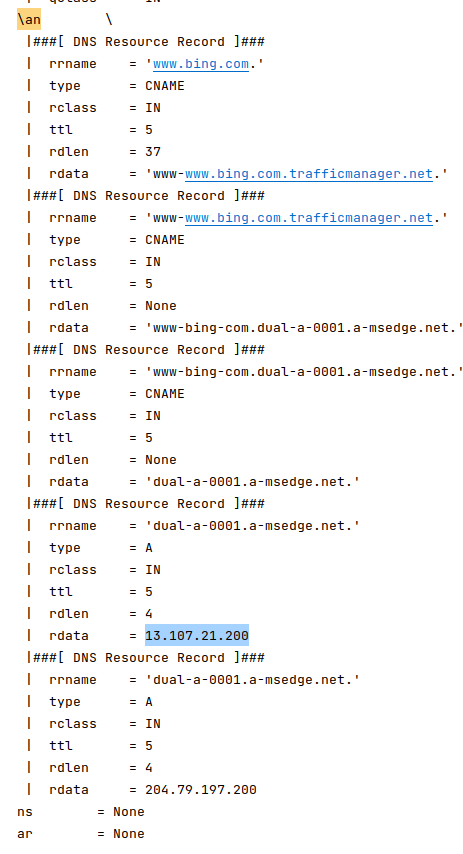 \an        \
 |###[ DNS Resource Record ]###
 |  rrname    = 'www.bing.com.'
 |  type      = CNAME
 |  rclass    = IN
 |  ttl       = 5
 |  rdlen     = 37
 |  rdata     = 'www-www.bing.com.trafficmanager.net.'
 |###[ DNS Resource Record ]###
 |  rrname    = 'www-www.bing.com.trafficmanager.net.'
 |  type      = CNAME
 |  rclass    = IN
 |  ttl       = 5
 |  rdlen     = None
 |  rdata     = 'www-bing-com.dual-a-0001.a-msedge.net.'
 |###[ DNS Resource Record ]###
 |  rrname    = 'www-bing-com.dual-a-0001.a-msedge.net.'
 |  type      = CNAME
 |  rclass    = IN
 |  ttl       = 5
 |  rdlen     = None
 |  rdata     = 'dual-a-0001.a-msedge.net.'
 |###[ DNS Resource Record ]###
 |  rrname    = 'dual-a-0001.a-msedge.net.'
 |  type      = A
 |  rclass    = IN
 |  ttl       = 5
 |  rdlen     = 4
 |  rdata     = 13.107.21.200
 |###[ DNS Resource Record ]###
 |  rrname    = 'dual-a-0001.a-msedge.net.'
 |  type      = A
 |  rclass    = IN
 |  ttl       = 5
 |  rdlen     = 4
 |  rdata     = 204.79.197.200
ns        = None
ar        = None